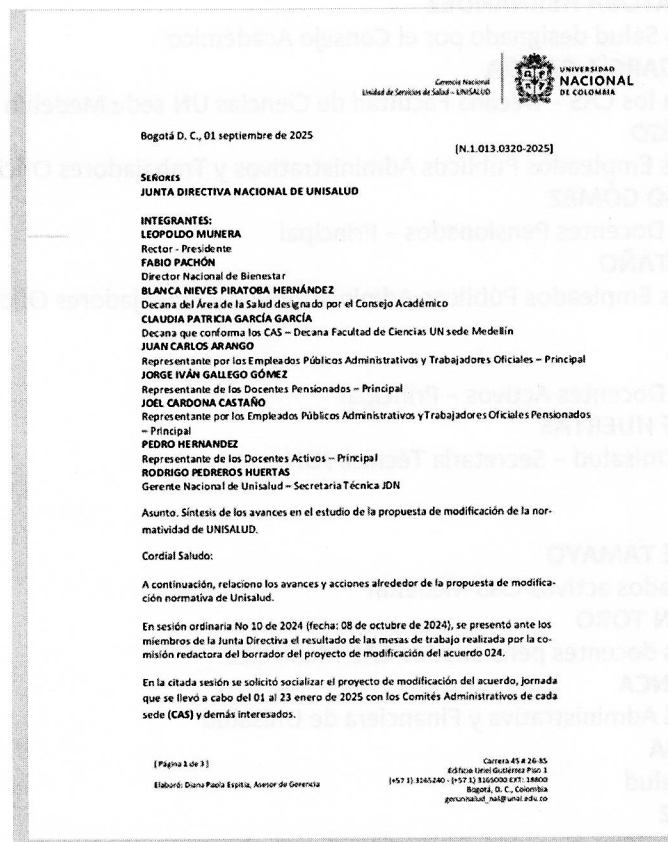 Gerencia Nacional
Unidad de Servicios de Salud – UNISALUD
UNIVERSIDAD
NACIONAL
DE COLOMBIA
Bogotá D. C., 01 septiembre de 2025
[N.1.013.0320-2025]
SEÑORES
JUNTA DIRECTIVA NACIONAL DE UNISALUD
INTEGRANTES:
LEOPOLDO MUNERA
Rector - Presidente
FABIO PACHÓN
Director Nacional de Bienestar
BLANCA NIEVES PIRATOBA HERNÁNDEZ
Decana del Área de la Salud designado por el Consejo Académico
CLAUDIA PATRICIA GARCÍA GARCÍA
Decana que conforma los CAS – Decana Facultad de Ciencias UN sede Medellín
JUAN CARLOS ARANGO
Representante por los Empleados Públicos Administrativos y Trabajadores Oficiales – Principal
JORGE IVÁN GALLEGO GÓMEZ
Representante de los Docentes Pensionados – Principal
JOEL CARDONA CASTAÑO
Representante por los Empleados Públicos Administrativos y Trabajadores Oficiales Pensionados
– Principal
PEDRO HERNANDEZ
Representante de los Docentes Activos – Principal
RODRIGO PEDREROS HUERTAS
Gerente Nacional de Unisalud – Secretaria Técnica JDN
Asunto. Síntesis de los avances en el estudio de la propuesta de modificación de la nor-
matividad de UNISALUD.
Cordial Saludo:
A continuación, relaciono los avances y acciones alrededor de la propuesta de modifica-
ción normativa de Unisalud.
En sesión ordinaria No 10 de 2024 (fecha: 08 de octubre de 2024), se presentó ante los
miembros de la Junta Directiva el resultado de las mesas de trabajo realizada por la co-
misión redactora del borrador del proyecto de modificación del acuerdo 024.
En la citada sesión se solicitó socializar el proyecto de modificación del acuerdo, jornada
que se llevó a cabo del 01 al 23 enero de 2025 con los Comités Administrativos de cada
sede (CAS) y demás interesados.
[ Página 1 de 3 ]
Elaboró: Diana Paola Espitia, Asesor de Gerencia
Carrera 45 # 26-85
Edificio Uriel Gutiérrez Piso 1
(+57 1) 3165240 - (+57 1) 3165000 EXT: 18800
Bogotá, D. C., Colombia
gerunisalud_nal@unal.edu.co